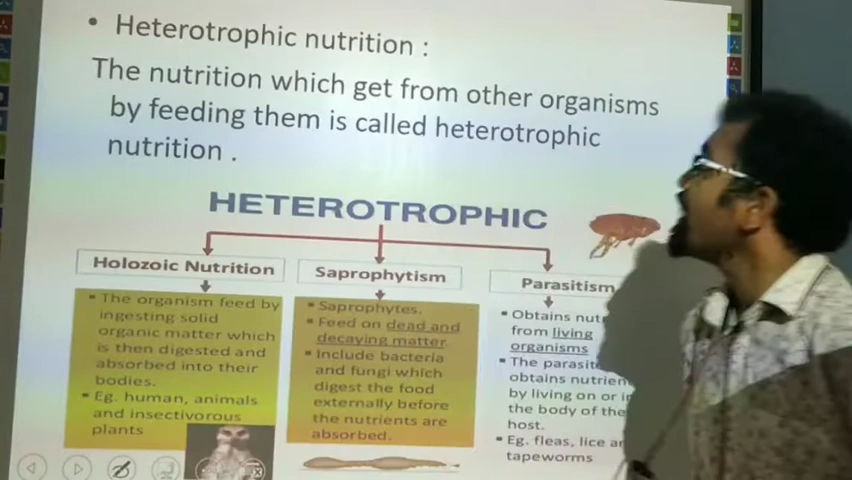 • Heterotrophic nutrition :
The nutrition which get from other organisms
by feeding them is called heterotrophic
nutrition .
HETEROTROPHIC
Holozoic Nutrition
▪ The organism feed by
ingesting solid
organic matter which
is then digested and
absorbed into their
bodies.
▪ Eg. human, animals
and insectivorous
plants
Saprophytism
▪ Saprophytes.
▪ Feed on dead and
decaying matter.
▪ Include bacteria
and fungi which
digest the food
externally before
the nutrients are
absorbed.
Parasitism
▪ Obtains
from living
organisms
▪ The
obtains
by living on or
the body of the
host.
▪ Eg. fleas, lice
tapeworms